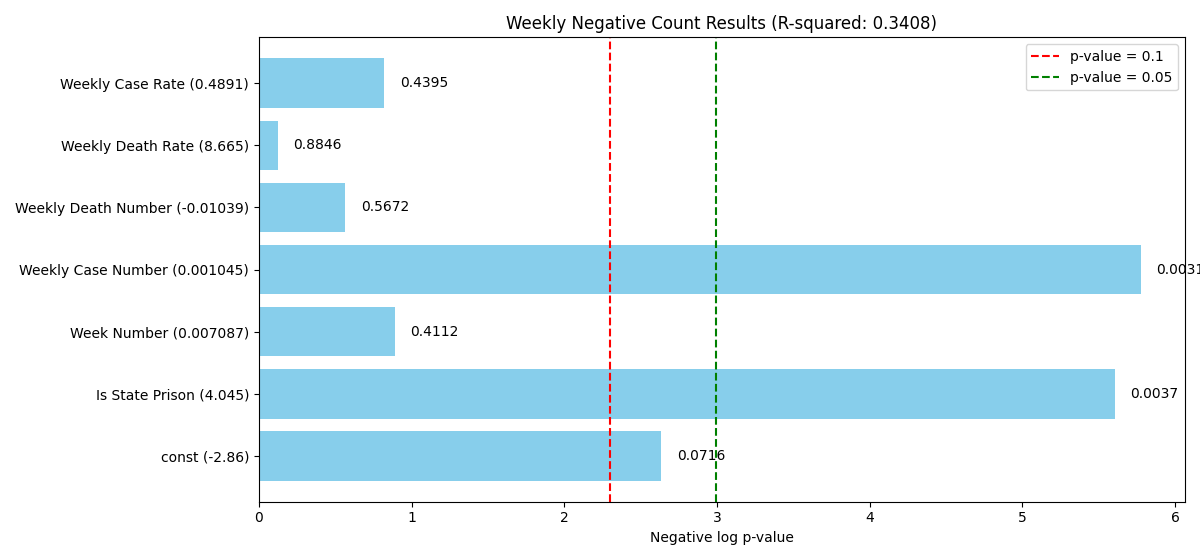 Weekly Negative Count Results (R-squared: 0.3408)
p-value = 0.1
p-value = 0.05
Weekly Case Rate (0.4891)
0.4395
Weekly Death Rate (8.665)
0.8846
Weekly Death Number (-0.01039)
0.5672
Weekly Case Number (0.001045)
0.0031
Week Number (0.007087)
0.4112
Is State Prison (4.045)
0.0037
const (-2.86)
0.0716
0 1 2 3 4 5 6
Negative log p-value